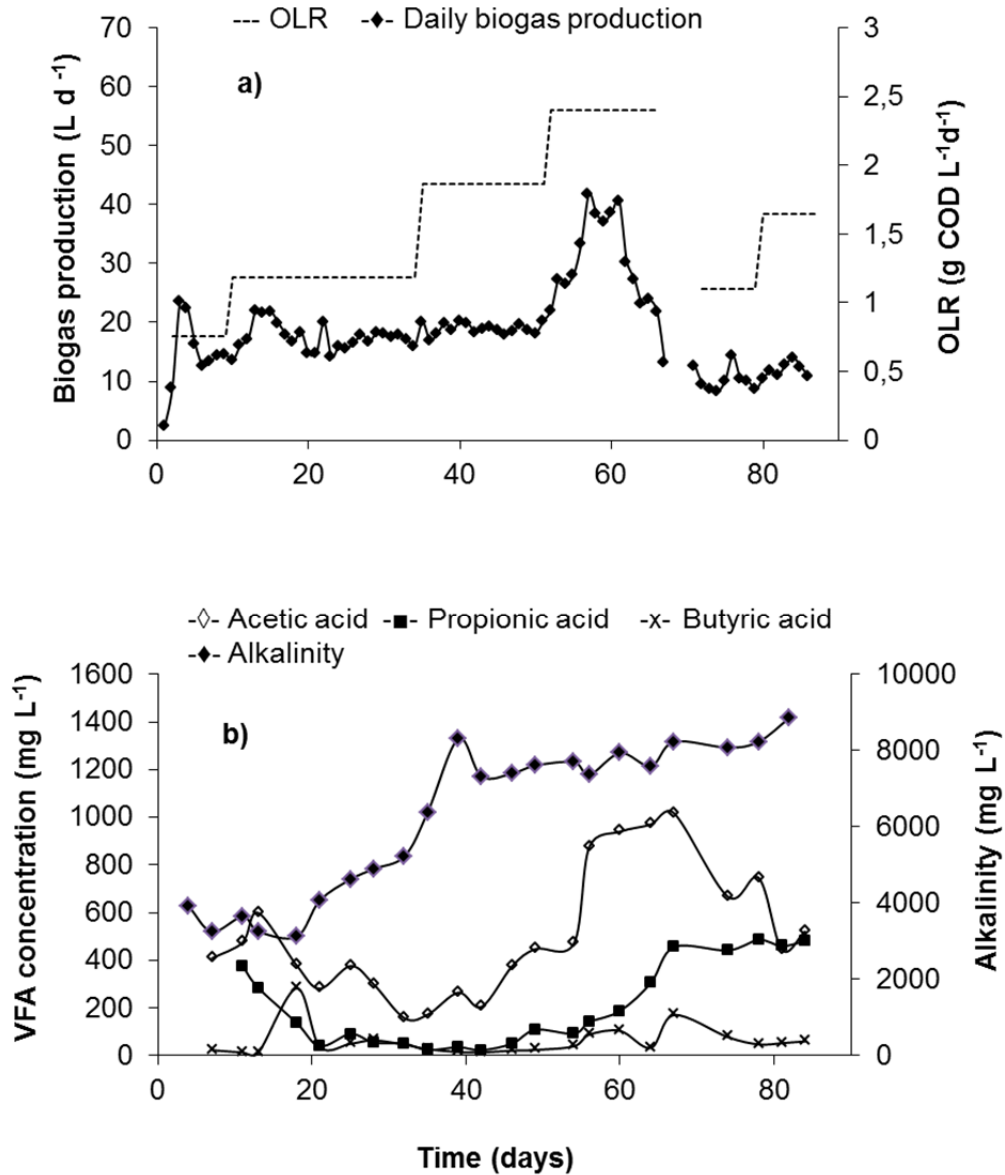 OLR Daily biogas production
a)
Biogas production (L d -1)
70
60
50
40
30
20
10
0
3
2,5
2
1,5
1
0,5
0
OLR (g COD L-1d-1)
0 20 40 60 80
Acetic acid Propionic acid -x- Butyric acid
Alkalinity
b)
VFA concentration (mg L-1)
1600
1400
1200
1000
800
600
400
200
0
10000
8000
6000
4000
2000
0
Alkalinity (mg L-1)
0 20 40 60 80
Time (days)